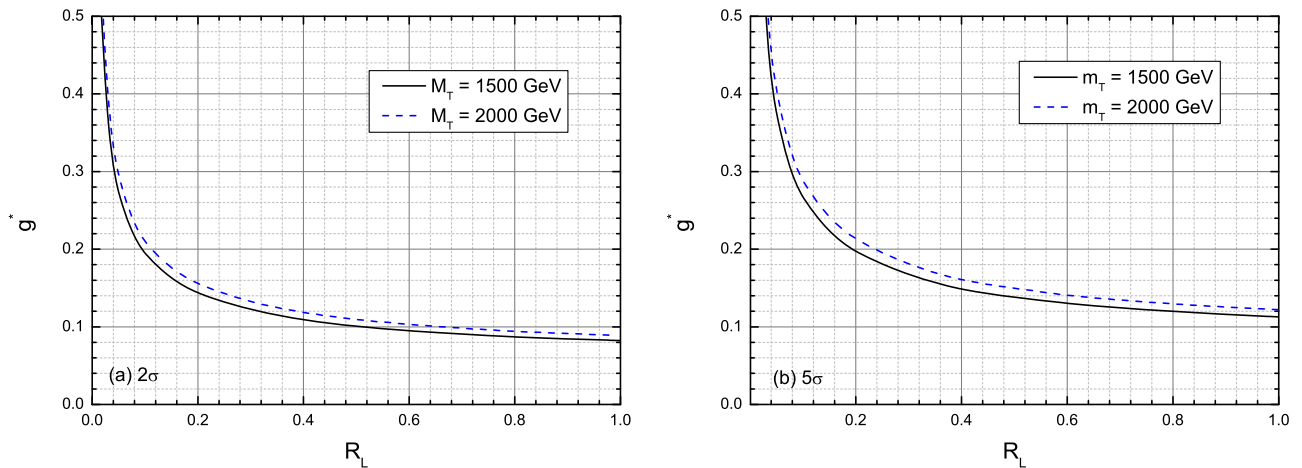 0.5
0.4
0.3
0.2
0.1
0.0
g*
M_T = 1500 GeV
M_T = 2000 GeV
(a) 2σ
0.0 0.2 0.4 0.6 0.8 1.0
R_L
0.5
0.4
0.3
0.2
0.1
0.0
g*
m_T = 1500 GeV
m_T = 2000 GeV
(b) 5σ
0.2 0.4 0.6 0.8 1.0
R_L